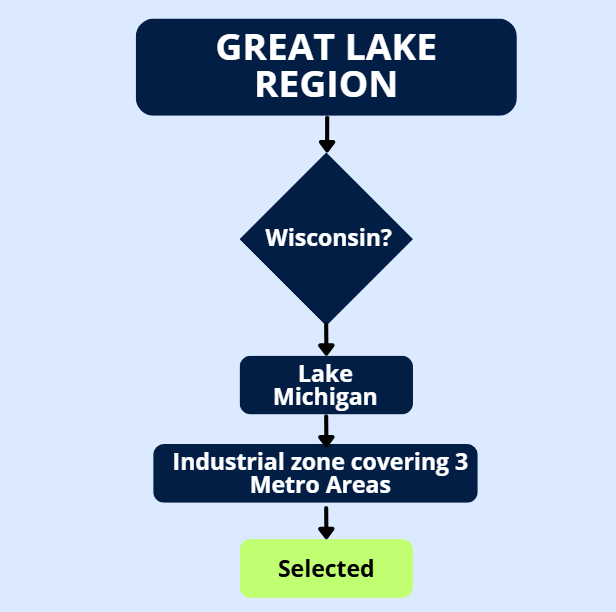 GREAT LAKE
REGION
Wisconsin?
Lake
Michigan
Industrial zone covering 3
Metro Areas
Selected